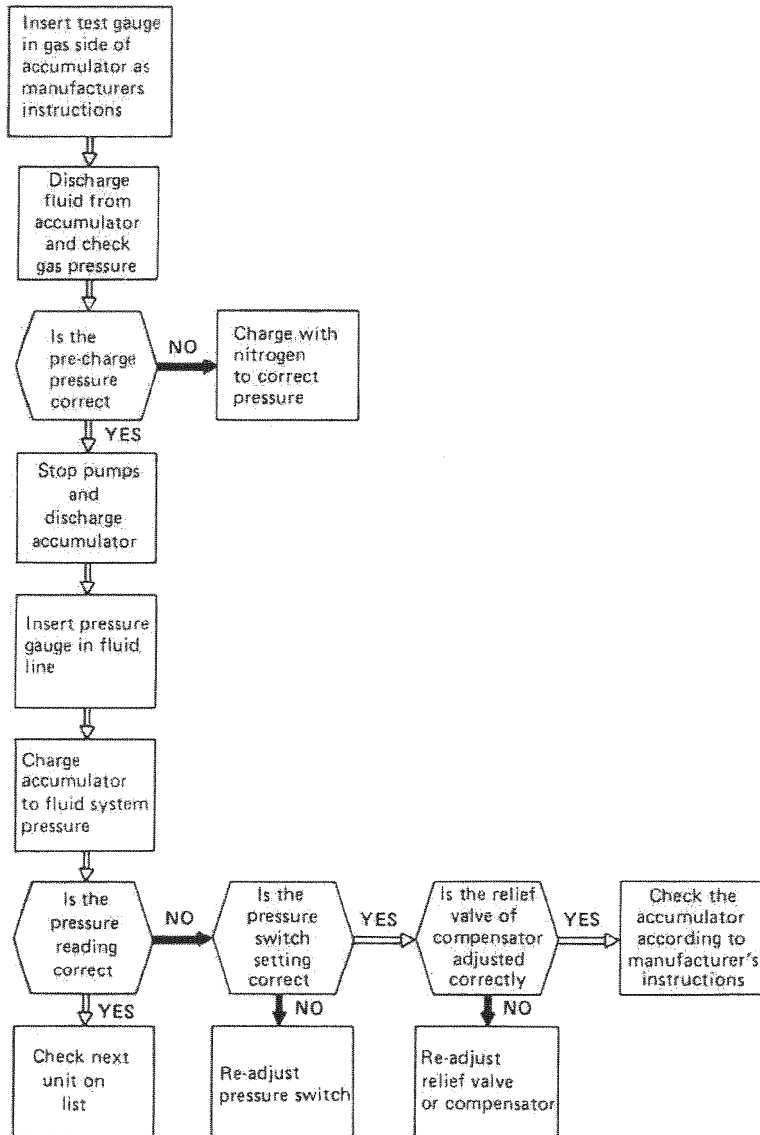 Insert test gauge
in gas side of
accumulator as
manufacturers
instructions
Discharge
fluid from
accumulator
and check
gas pressure
Is the
pre-charge
pressure
correct
NO
Charge with
nitrogen
to correct
pressure
YES
Stop pumps
and
discharge
accumulator
Insert pressure
gauge in fluid
line
Charge
accumulator
to fluid system
pressure
Is the
pressure
reading
correct
NO
Is the
pressure
switch
setting
correct
YES
Is the relief
valve of
compensator
adjusted
correctly
YES
Check the
accumulator
according to
manufacturer's
instructions
YES
NO
NO
Check next
unit on
list
Re-adjust
pressure switch
Re-adjust
relief valve
or compensator